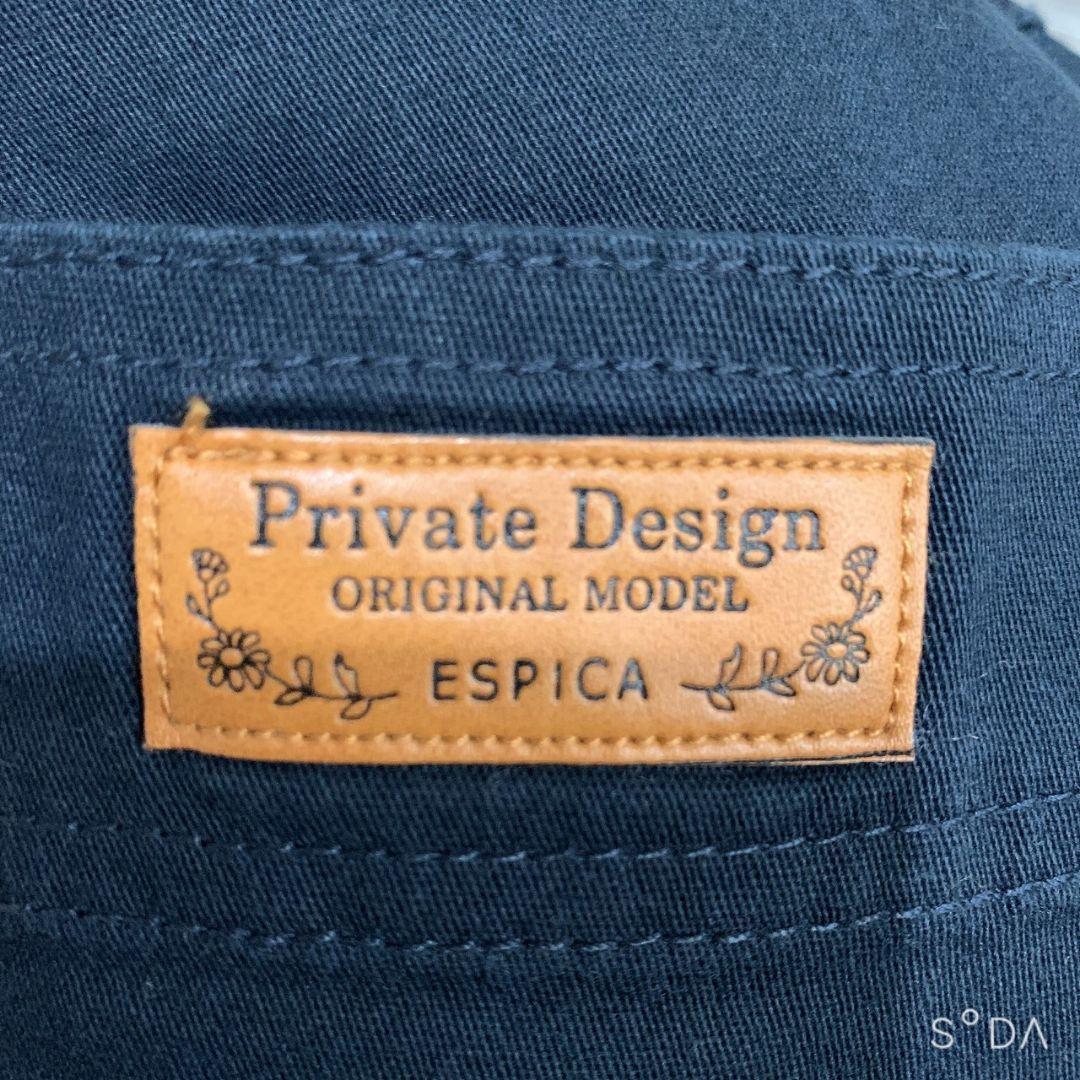 Private Design
ORIGINAL MODEL
ESPICA
S°DA